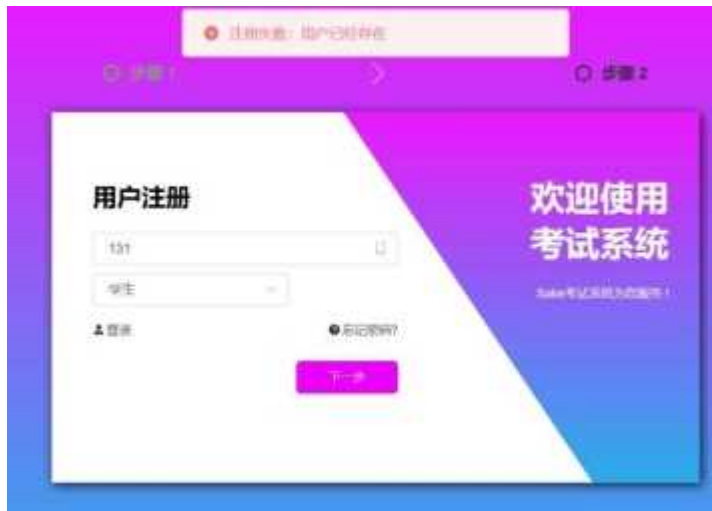 注册失败：用户已经存在
步骤 1
步骤 2
用户注册
131
学生
登录
忘记密码?
下一步
欢迎使用
考试系统